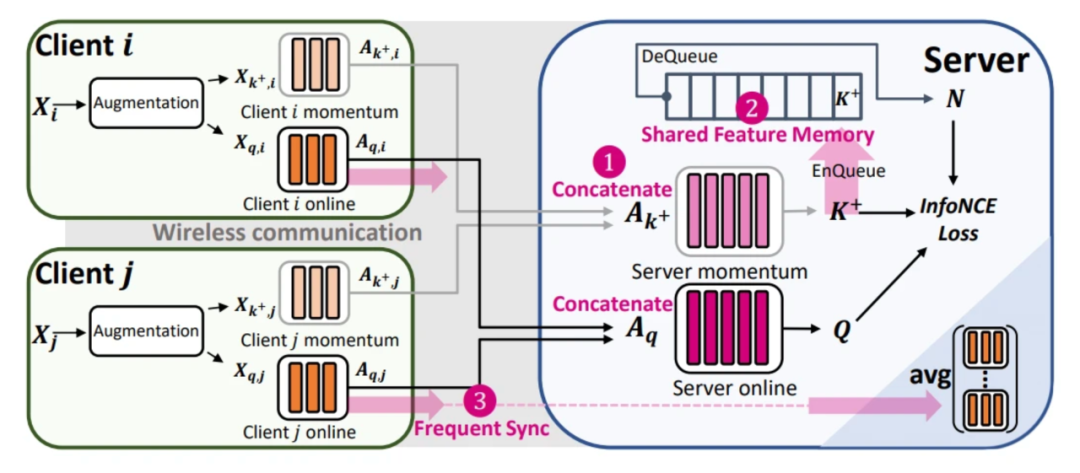 Client i
X_i
Augmentation
X_{k^+,i}
A_{k^+,i}
Client i momentum
X_{q,i}
A_{q,i}
Client i online
Wireless communication
Client j
X_j
Augmentation
X_{k^+,j}
A_{k^+,j}
Client j momentum
X_{q,j}
A_{q,j}
Client j online
3
Frequent Sync
Server
DeQueue
K^+
N
2
Shared Feature Memory
1
Concatenate
A_{k^+}
EnQueue
K^+
InfoNCE
Loss
Server momentum
Concatenate
A_q
Q
Server online
avg